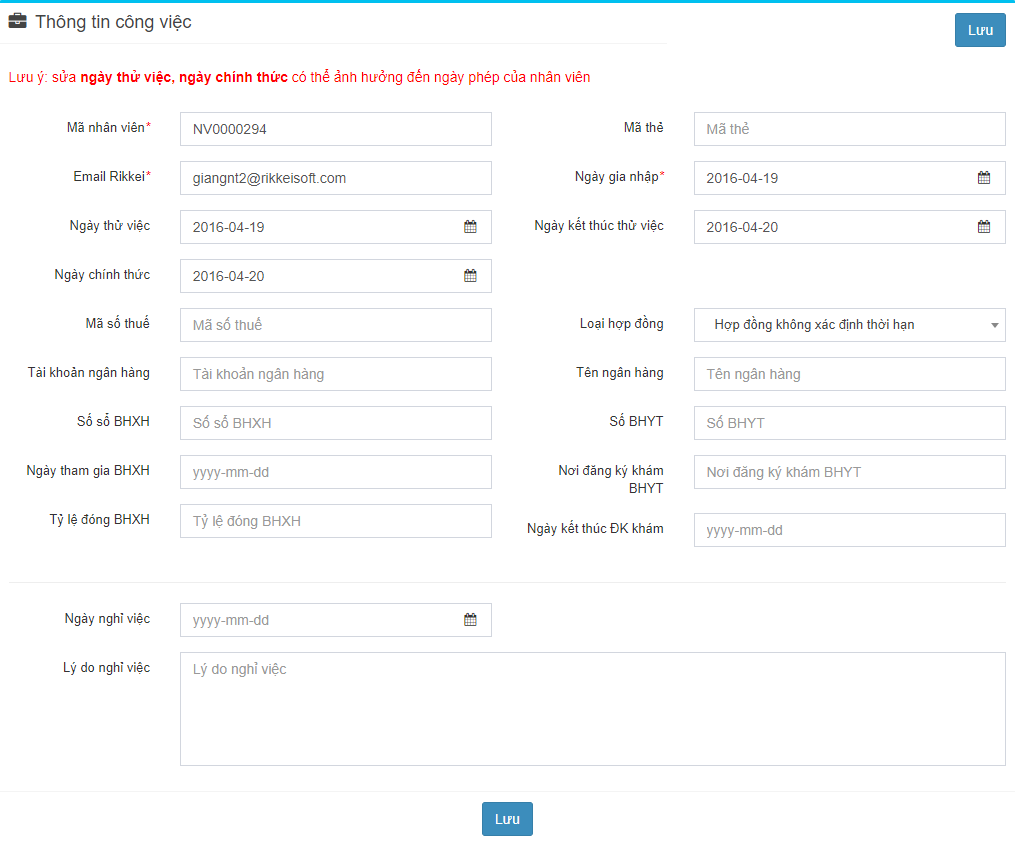 Thông tin công việc
Lưu
Lưu ý: sửa ngày thử việc, ngày chính thức có thể ảnh hưởng đến ngày phép của nhân viên
Mã nhân viên* NV0000294 Mã thẻ Mã thẻ
Email Rikkei* giangnt2@rikkeisoft.com Ngày gia nhập* 2016-04-19
Ngày thử việc 2016-04-19 Ngày kết thúc thử việc 2016-04-20
Ngày chính thức 2016-04-20
Mã số thuế Mã số thuế Loại hợp đồng Hợp đồng không xác định thời hạn
Tài khoản ngân hàng Tài khoản ngân hàng Tên ngân hàng Tên ngân hàng
Số sổ BHXH Số sổ BHXH Số BHYT Số BHYT
Ngày tham gia BHXH yyyy-mm-dd Nơi đăng ký khám BHYT Nơi đăng ký khám BHYT
Tỷ lệ đóng BHXH Tỷ lệ đóng BHXH Ngày kết thúc ĐK khám yyyy-mm-dd
Ngày nghỉ việc yyyy-mm-dd
Lý do nghỉ việc Lý do nghỉ việc
Lưu